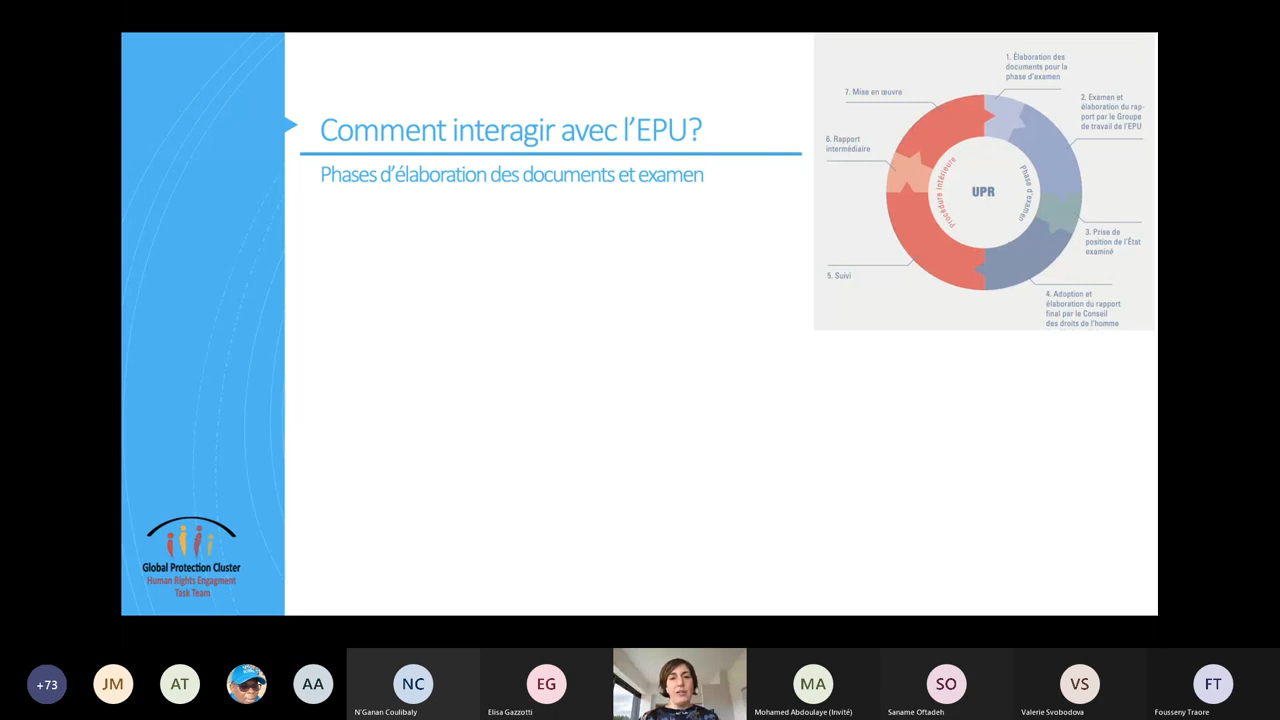 Comment interagir avec l’EPU?
Phases d’élaboration des documents et examen
1. Élaboration des
documents pour la
phase d'examen
2. Examen et
élaboration du rap-
port par le Groupe
de travail de l'EPU
3. Prise de
position de l'État
examiné
4. Adoption et
élaboration du rapport
final par le Conseil
des droits de l'homme
5. Suivi
6. Rapport
intermédiaire
7. Mise en œuvre
Procédure intérieure
UPR
Phase d'examen
Global Protection Cluster
Human Rights Engagment
Task Team
+73
JM
AT
AA
NC
N'Ganan Coulibaly
EG
Elisa Gazzotti
MA
Mohamed Abdoulaye (Invité)
SO
Saname Oftadeh
VS
Valerie Svobodova
FT
Fousseny Traore